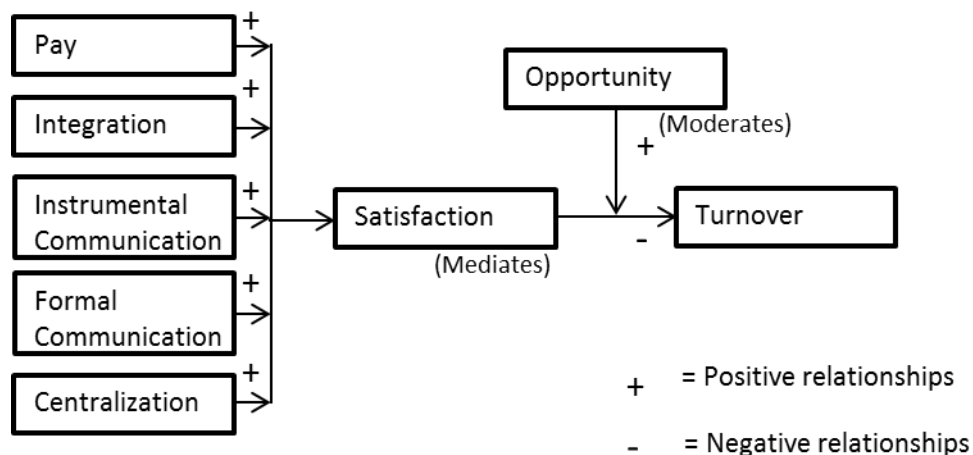 Pay
+
Integration
+
Instrumental
Communication
+
Formal
Communication
+
Centralization
+
Satisfaction
(Mediates)
Opportunity
(Moderates)
+
-
Turnover
+ = Positive relationships
- = Negative relationships